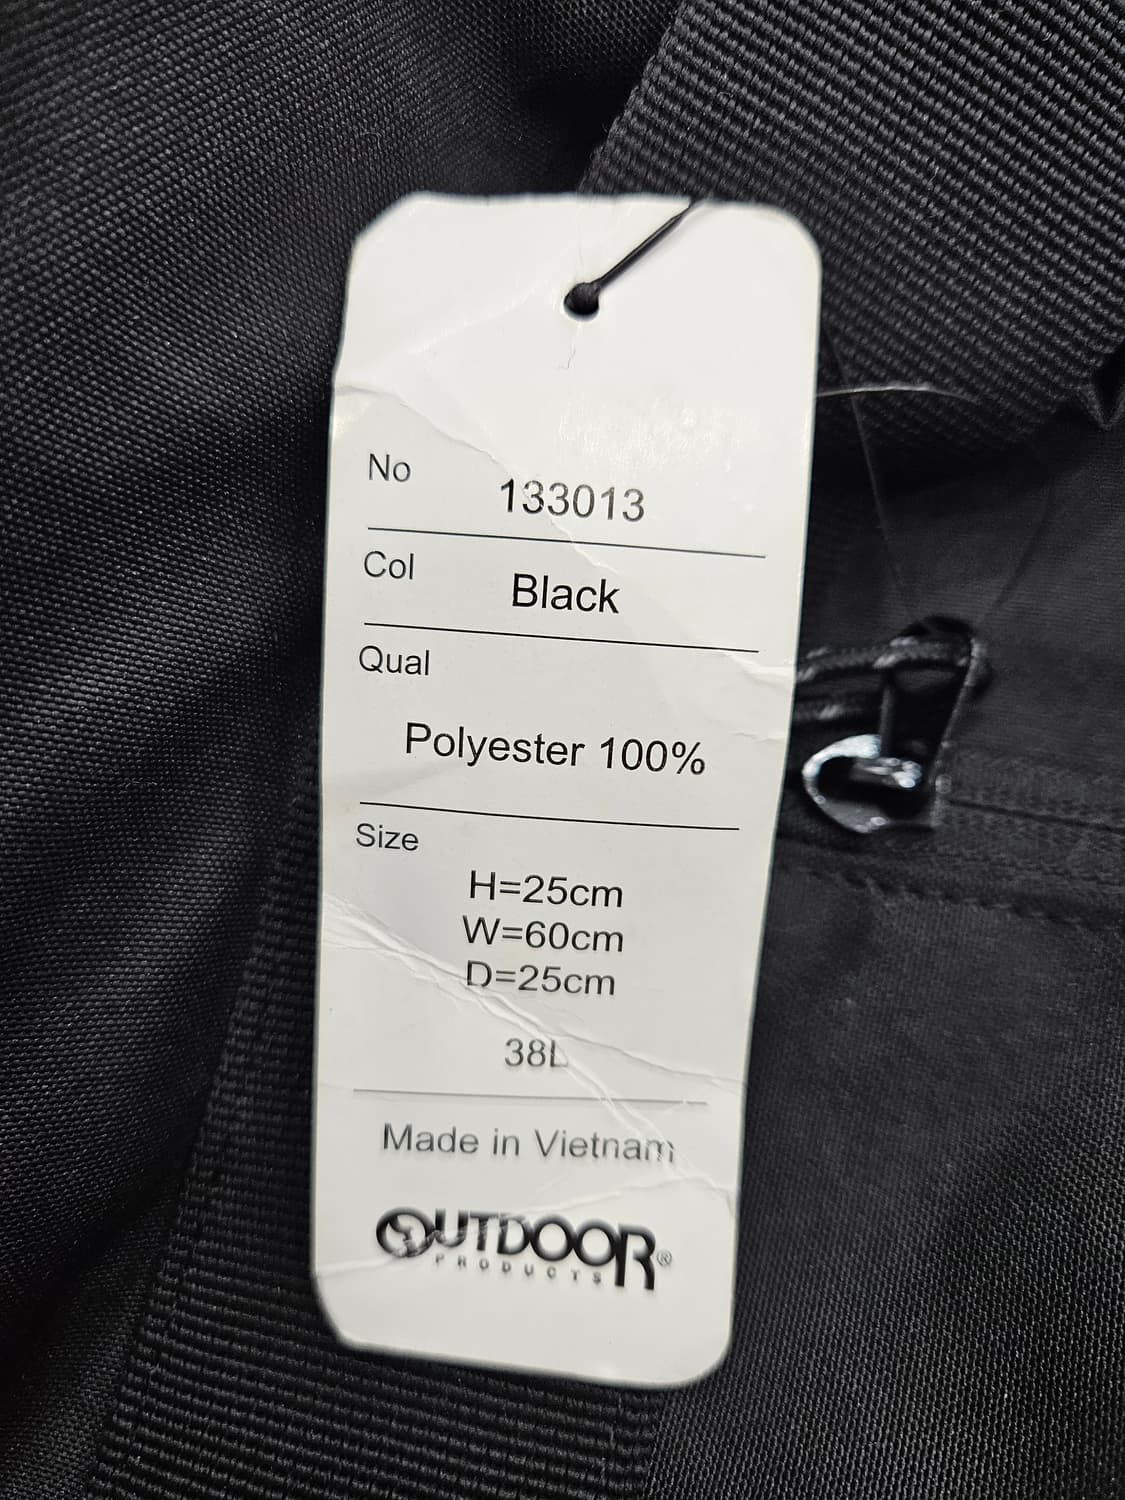 No
133013
Col
Black
Qual
Polyester 100%
Size
H=25cm
W=60cm
D=25cm
38L
Made in Vietnam
OUTDOOR®
PRODUCTS